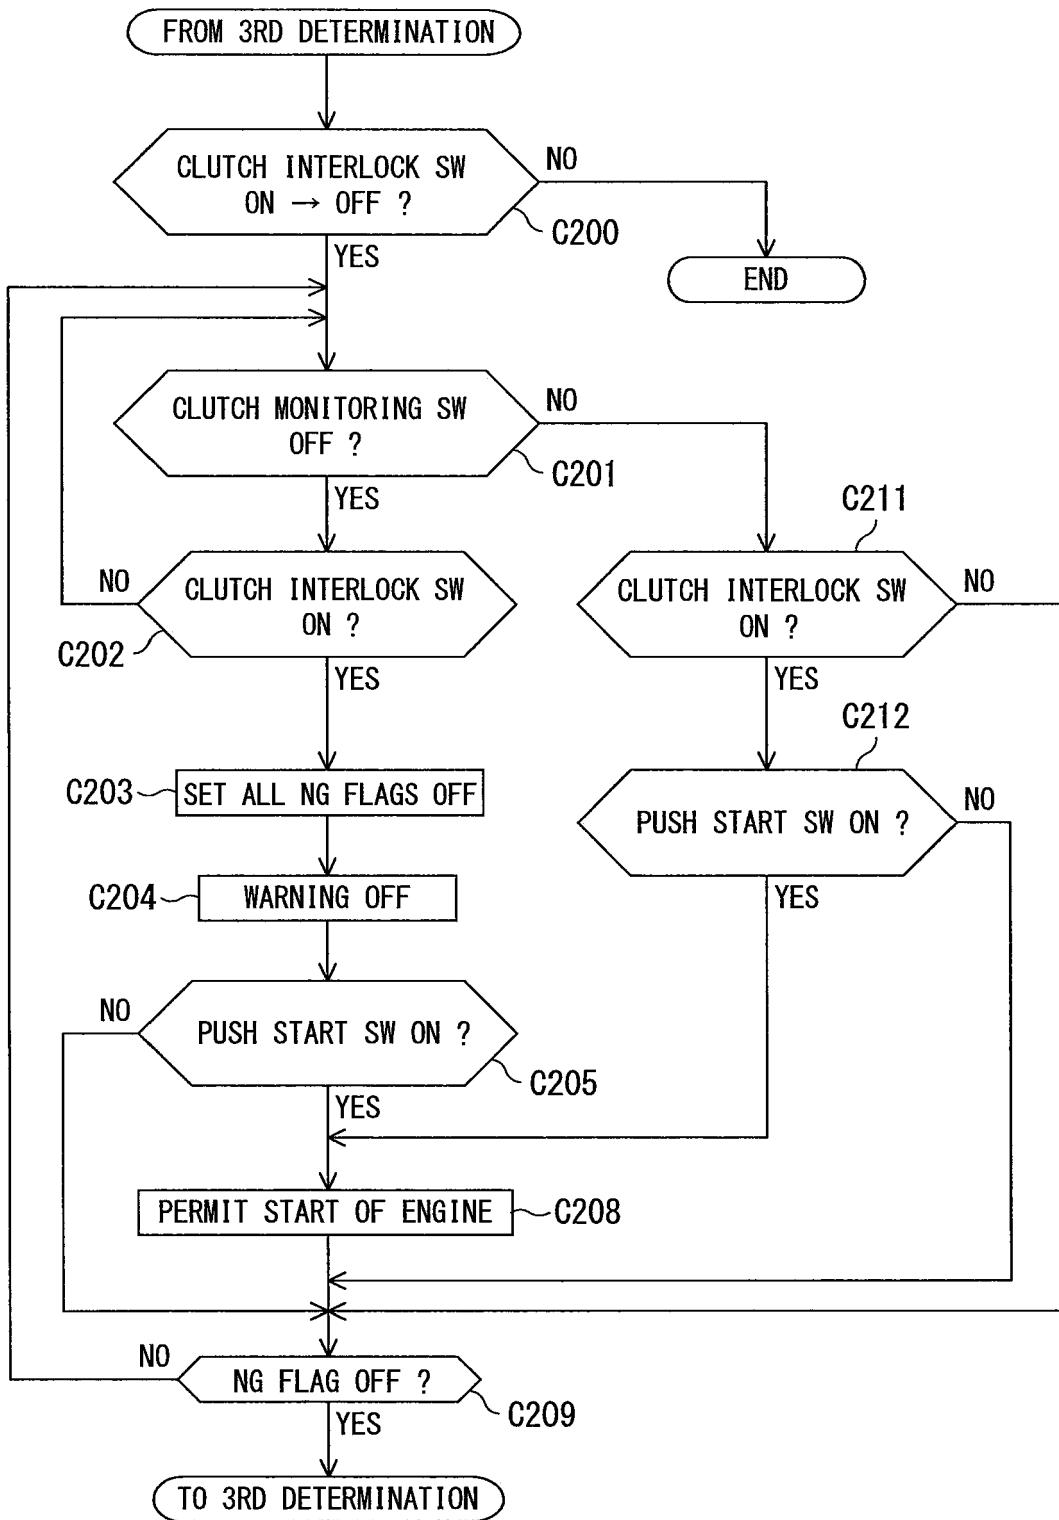 FROM 3RD DETERMINATION
CLUTCH INTERLOCK SW
ON → OFF ?
NO
C200
YES
END
CLUTCH MONITORING SW
OFF ?
NO
C201
YES
C211
CLUTCH INTERLOCK SW
ON ?
NO
C202
YES
CLUTCH INTERLOCK SW
ON ?
NO
YES
C212
C203
SET ALL NG FLAGS OFF
PUSH START SW ON ?
NO
YES
C204
WARNING OFF
NO
PUSH START SW ON ?
C205
YES
PERMIT START OF ENGINE
C208
NO
NG FLAG OFF ?
C209
YES
TO 3RD DETERMINATION